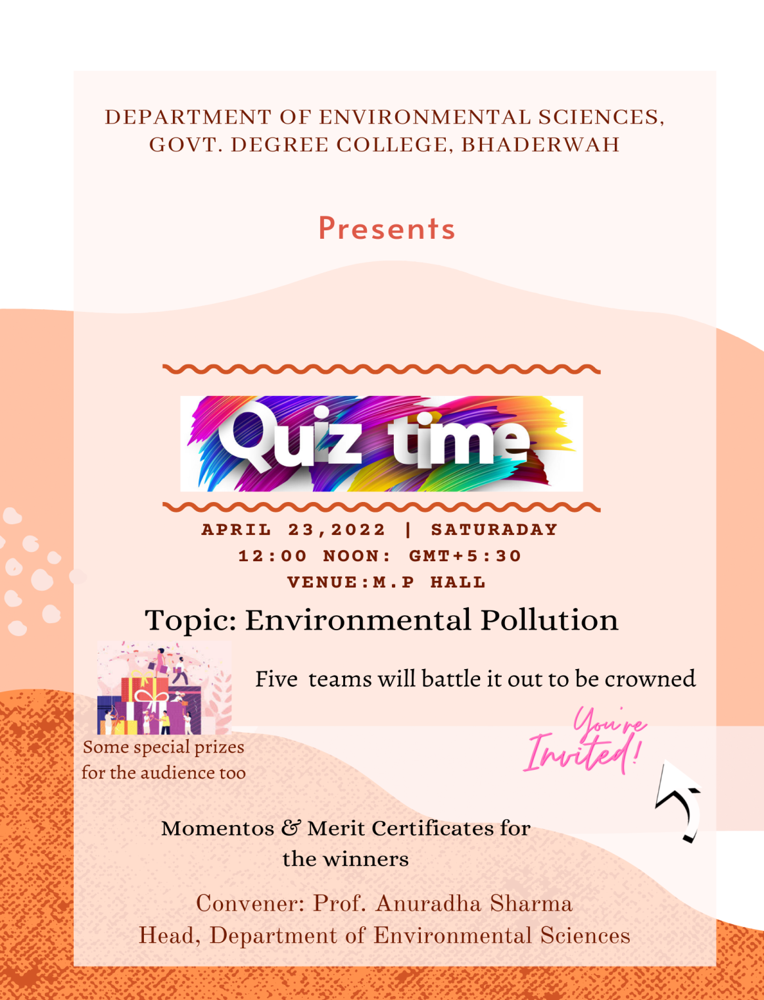 DEPARTMENT OF ENVIRONMENTAL SCIENCES,
GOVT. DEGREE COLLEGE, BHADERWAH
Presents
Quiz time
APRIL 23,2022 | SATURADAY
12:00 NOON: GMT+5:30
VENUE:M.P HALL
Topic: Environmental Pollution
Five teams will battle it out to be crowned
You're
Invited!
Some special prizes
for the audience too
Momentos & Merit Certificates for
the winners
Convener: Prof. Anuradha Sharma
Head, Department of Environmental Sciences